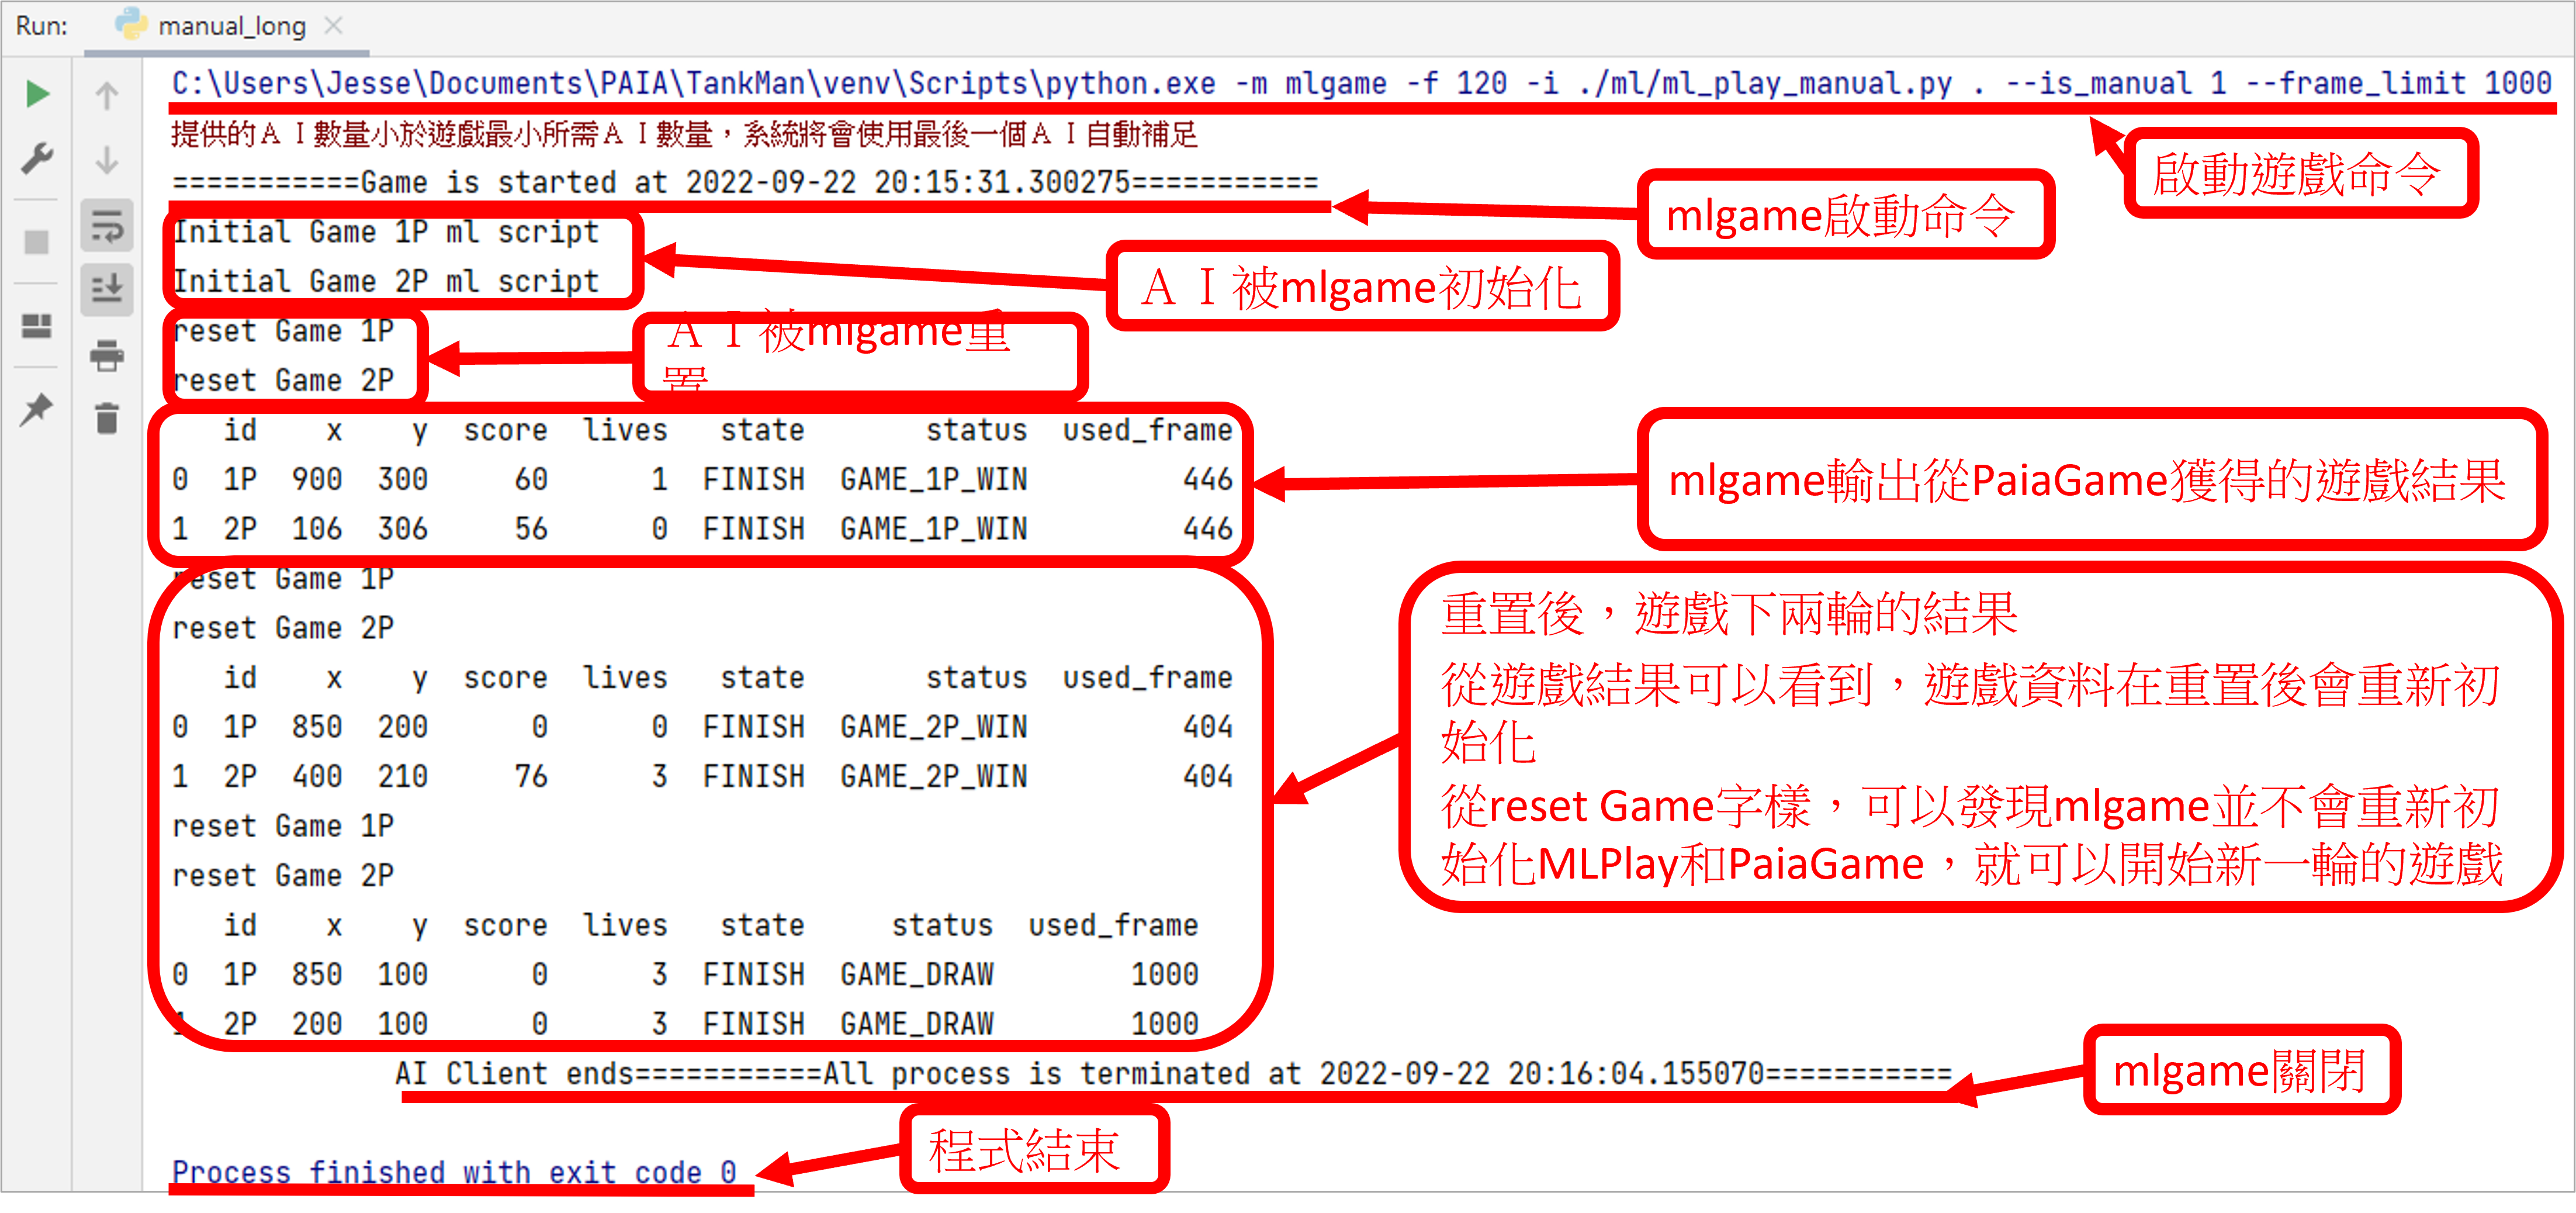 Run: manual_long
C:\Users\Jesse\Documents\PAIA\TankMan\venv\Scripts\python.exe -m mlgame -f 120 -i ./ml/ml_play_manual.py . --is_manual 1 --frame_limit 1000
提供的ＡＩ數量小於遊戲最小所需ＡＩ數量，系統將會使用最後一個ＡＩ自動補足
啟動遊戲命令
===========Game is started at 2022-09-22 20:15:31.300275===========
mlgame啟動命令
Initial Game 1P ml script
Initial Game 2P ml script
ＡＩ被mlgame初始化
reset Game 1P
reset Game 2P
ＡＩ被mlgame重
置
id x y score lives state status used_frame
0 1P 900 300 60 1 FINISH GAME_1P_WIN 446
1 2P 106 306 56 0 FINISH GAME_1P_WIN 446
mlgame輸出從PaiaGame獲得的遊戲結果
reset Game 1P
reset Game 2P
id x y score lives state status used_frame
0 1P 850 200 0 0 FINISH GAME_2P_WIN 404
1 2P 400 210 76 3 FINISH GAME_2P_WIN 404
reset Game 1P
reset Game 2P
id x y score lives state status used_frame
0 1P 850 100 0 3 FINISH GAME_DRAW 1000
1 2P 200 100 0 3 FINISH GAME_DRAW 1000
重置後，遊戲下兩輪的結果
從遊戲結果可以看到，遊戲資料在重置後會重新初
始化
從reset Game字樣，可以發現mlgame並不會重新初
始化MLPlay和PaiaGame，就可以開始新一輪的遊戲
AI Client ends===========All process is terminated at 2022-09-22 20:16:04.155070===========
mlgame關閉
Process finished with exit code 0
程式結束